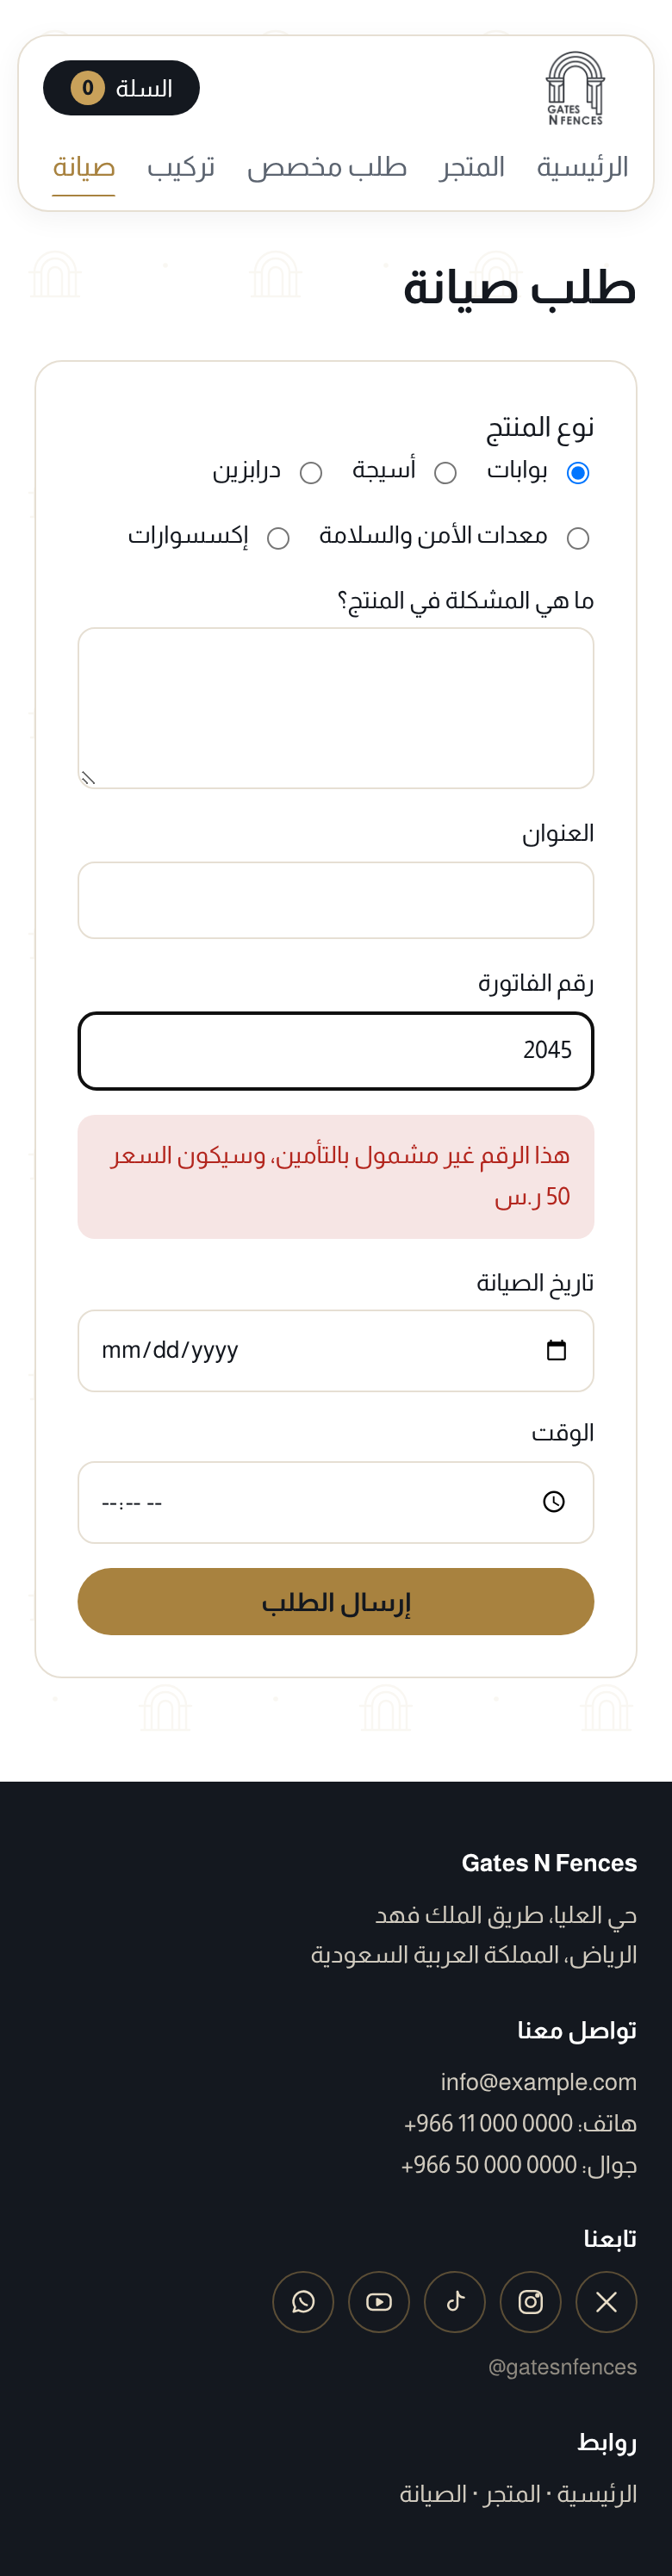 GATES
N FENCES
السلة 0
الرئيسية المتجر طلب مخصص تركيب صيانة
طلب صيانة
نوع المنتج
بوابات أسيجة درابزين
معدات الأمن والسلامة إكسسوارات
ما هي المشكلة في المنتج؟
العنوان
رقم الفاتورة
2045
هذا الرقم غير مشمول بالتأمين، وسيكون السعر
50 ر.س
تاريخ الصيانة
mm/dd/yyyy
الوقت
--:-- --
إرسال الطلب
Gates N Fences
حي العليا، طريق الملك فهد
الرياض، المملكة العربية السعودية
تواصل معنا
info@example.com
هاتف: 0000 000 11 966+
جوال: 0000 000 50 966+
تابعنا
@gatesnfences
روابط
الرئيسية · المتجر · الصيانة